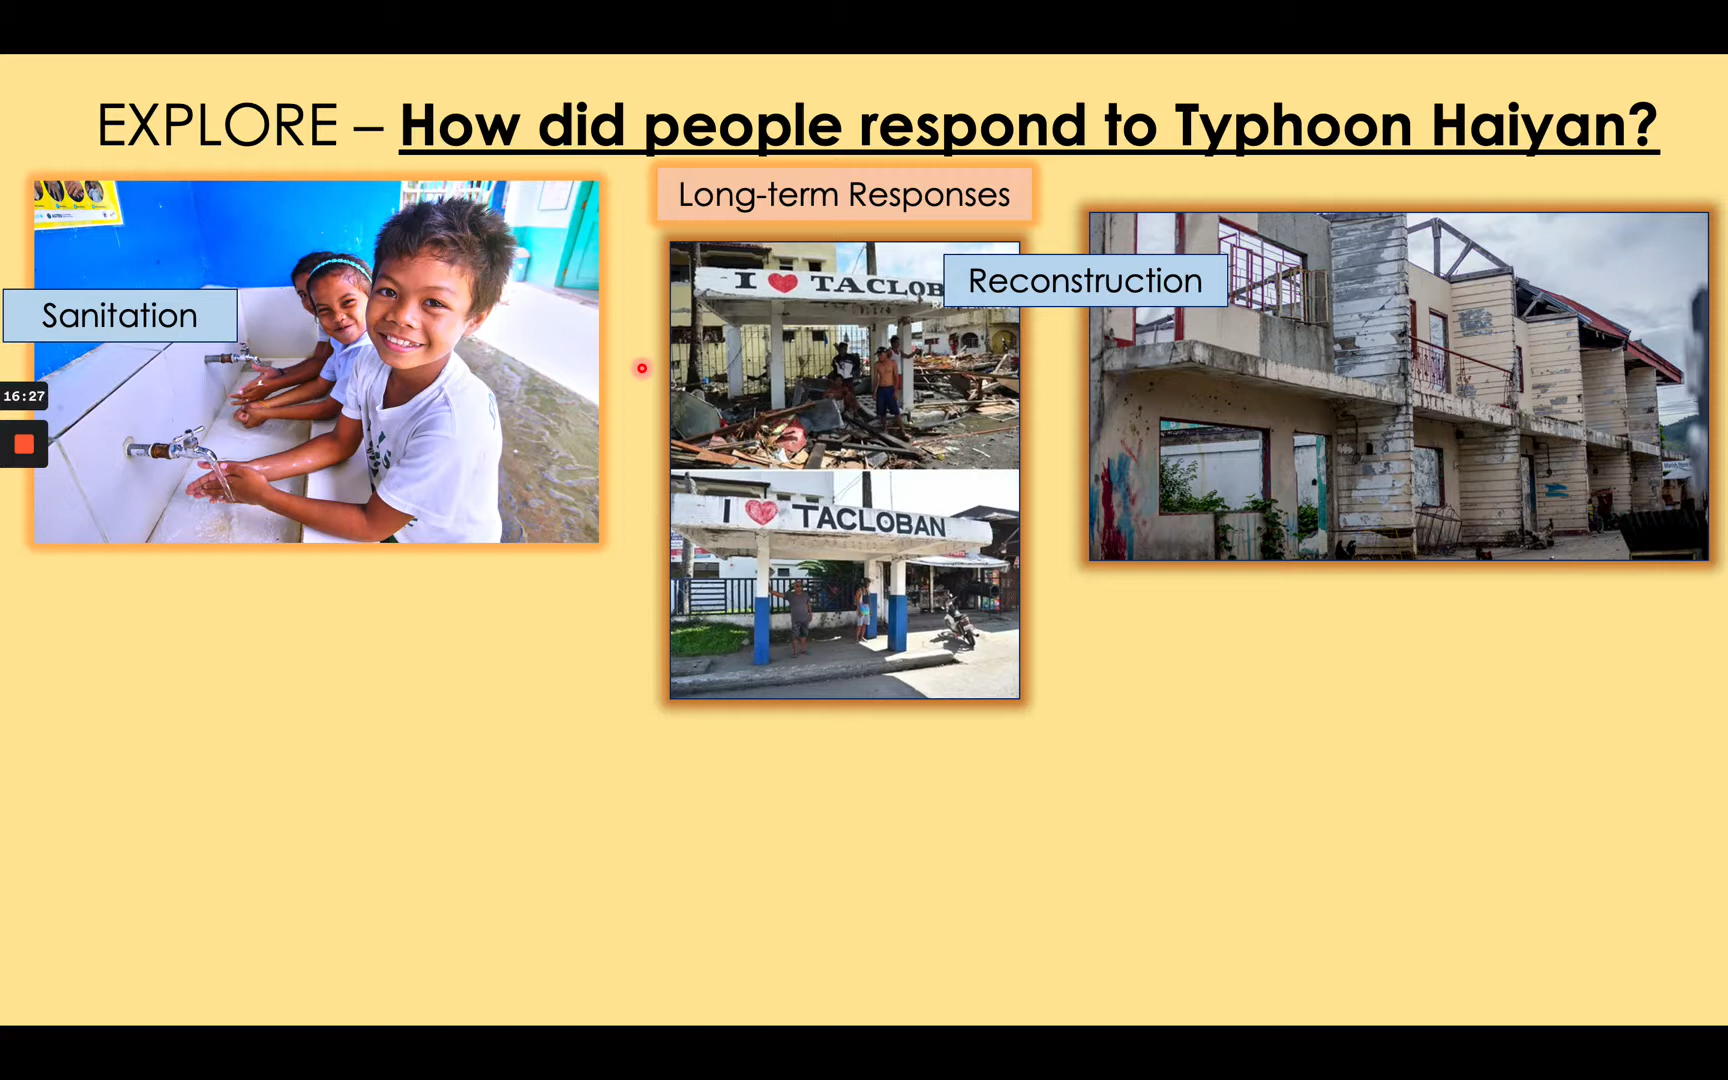 EXPLORE – How did people respond to Typhoon Haiyan?
Long-term Responses
Sanitation
Reconstruction
16:27
I ❤ TACLOB
I ❤ TACLOBAN